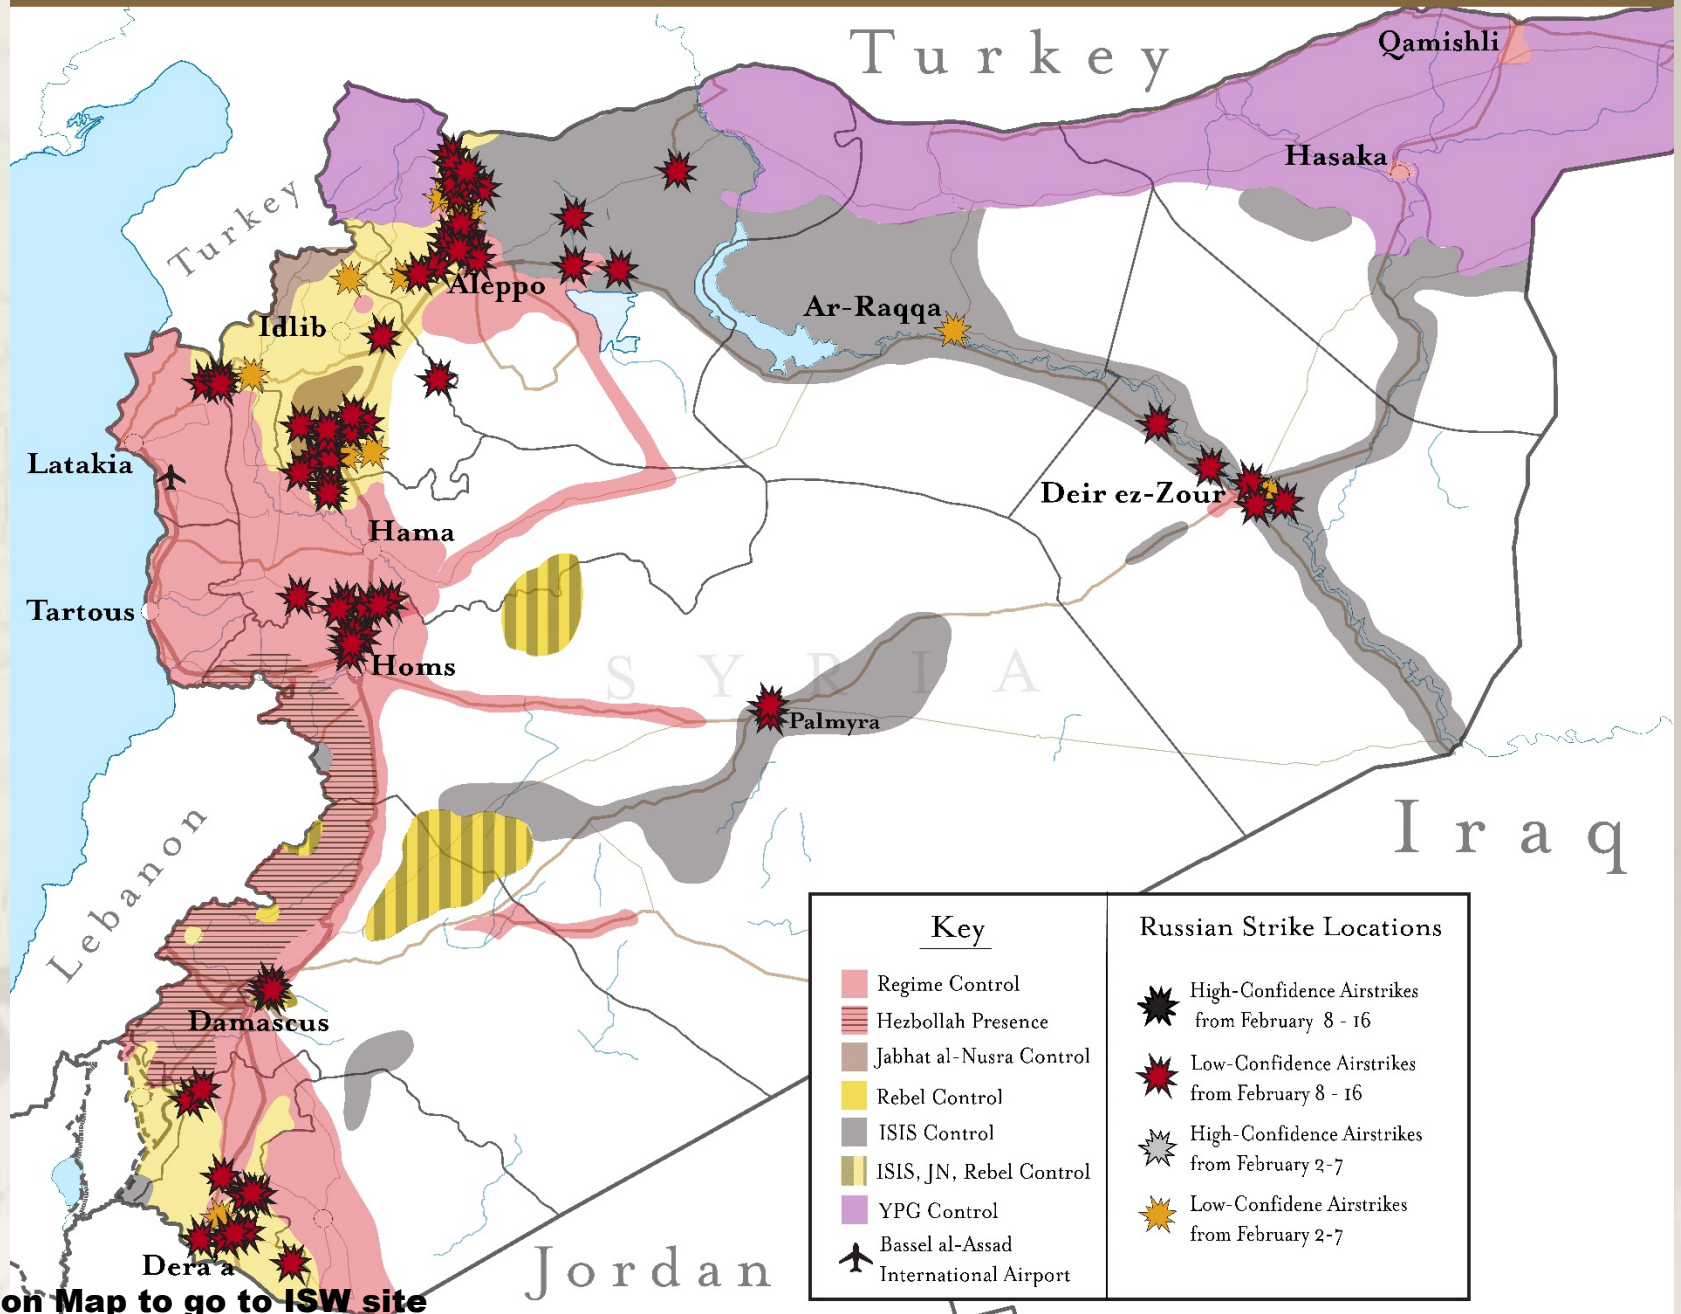 Turkey
Qamishli
Hasaka
Turkey
Aleppo
Idlib
Ar-Raqqa
Latakia
Deir ez-Zour
Hama
Tartous
Homs
SYRIA
Palmyra
Iraq
Lebanon
Damascus
Dera'a
Jordan
on Map to go to ISW site
Key
Regime Control
Hezbollah Presence
Jabhat al-Nusra Control
Rebel Control
ISIS Control
ISIS, JN, Rebel Control
YPG Control
Bassel al-Assad
International Airport
Russian Strike Locations
High-Confidence Airstrikes
from February 8 - 16
Low-Confidence Airstrikes
from February 8 - 16
High-Confidence Airstrikes
from February 2-7
Low-Confidene Airstrikes
from February 2-7